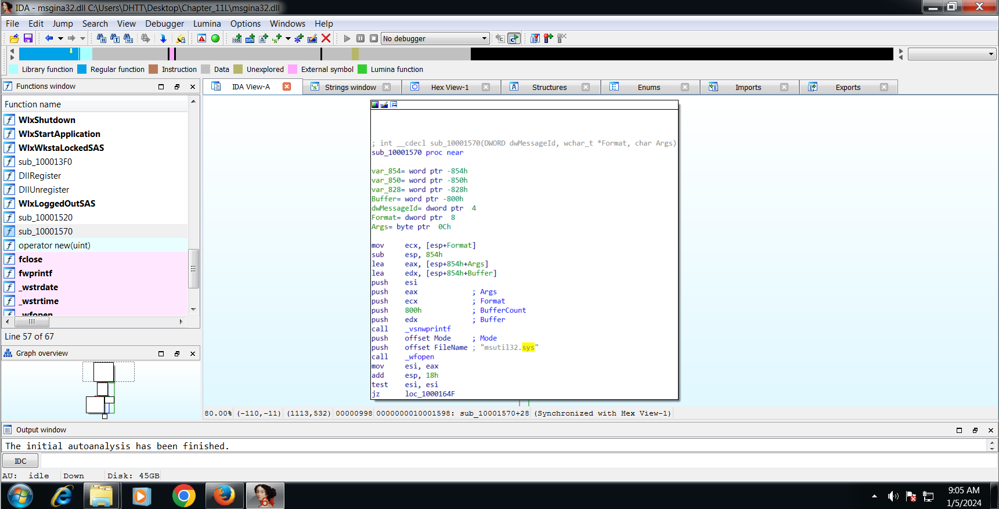 IDA - msgina32.dll C:\Users\DHTT\Desktop\Chapter_11L\msgina32.dll
File Edit Jump Search View Debugger Lumina Options Windows Help
No debugger
Library function Regular function Instruction Data Unexplored External symbol Lumina function
Functions window
IDA View-A Strings window Hex View-1 Structures Enums Imports Exports
Function name
WlxShutdown
WlxStartApplication
WlxWkstaLockedSAS
sub_100013F0
DllRegister
DllUnregister
WlxLoggedOutSAS
sub_10001520
sub_10001570
operator new(uint)
fclose
fwprintf
_wstrdate
_wstrtime
_wfopen
Line 57 of 67
Graph overview
; int __cdecl sub_10001570(DWORD dwMessageId, wchar_t *Format, char Args)
sub_10001570 proc near
var_854= word ptr -854h
var_850= word ptr -850h
var_828= word ptr -828h
Buffer= word ptr -800h
dwMessageId= dword ptr  4
Format= dword ptr  8
Args= byte ptr  0Ch
mov     ecx, [esp+Format]
sub     esp, 854h
lea     eax, [esp+854h+Args]
lea     edx, [esp+854h+Buffer]
push    esi
push    eax             ; Args
push    ecx             ; Format
push    800h            ; BufferCount
push    edx             ; Buffer
call    _vsnwprintf
push    offset Mode     ; Mode
push    offset FileName ; "msutil32.sys"
call    _wfopen
mov     esi, eax
add     esp, 18h
test    esi, esi
jz      loc_1000164F
80.00% (-110,-11) (1113,532) 00000998 0000000010001598: sub_10001570+28 (Synchronized with Hex View-1)
Output window
The initial autoanalysis has been finished.
IDC
AU: idle Down Disk: 45GB
64
9:05 AM
1/5/2024